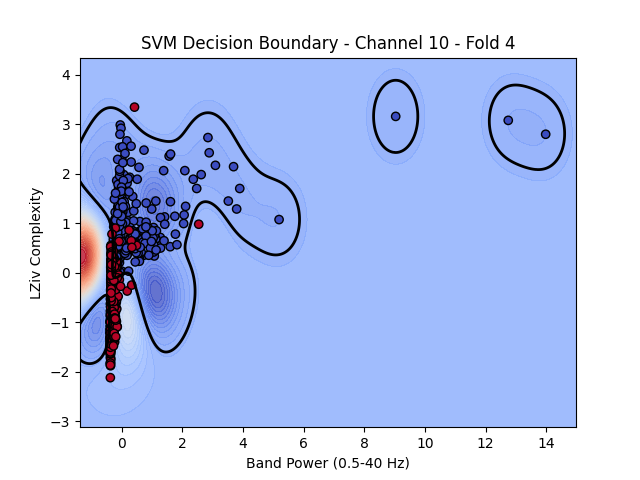 SVM Decision Boundary - Channel 10 - Fold 4
LZiv Complexity
4
3
2
1
0
−1
−2
−3
0 2 4 6 8 10 12 14
Band Power (0.5-40 Hz)